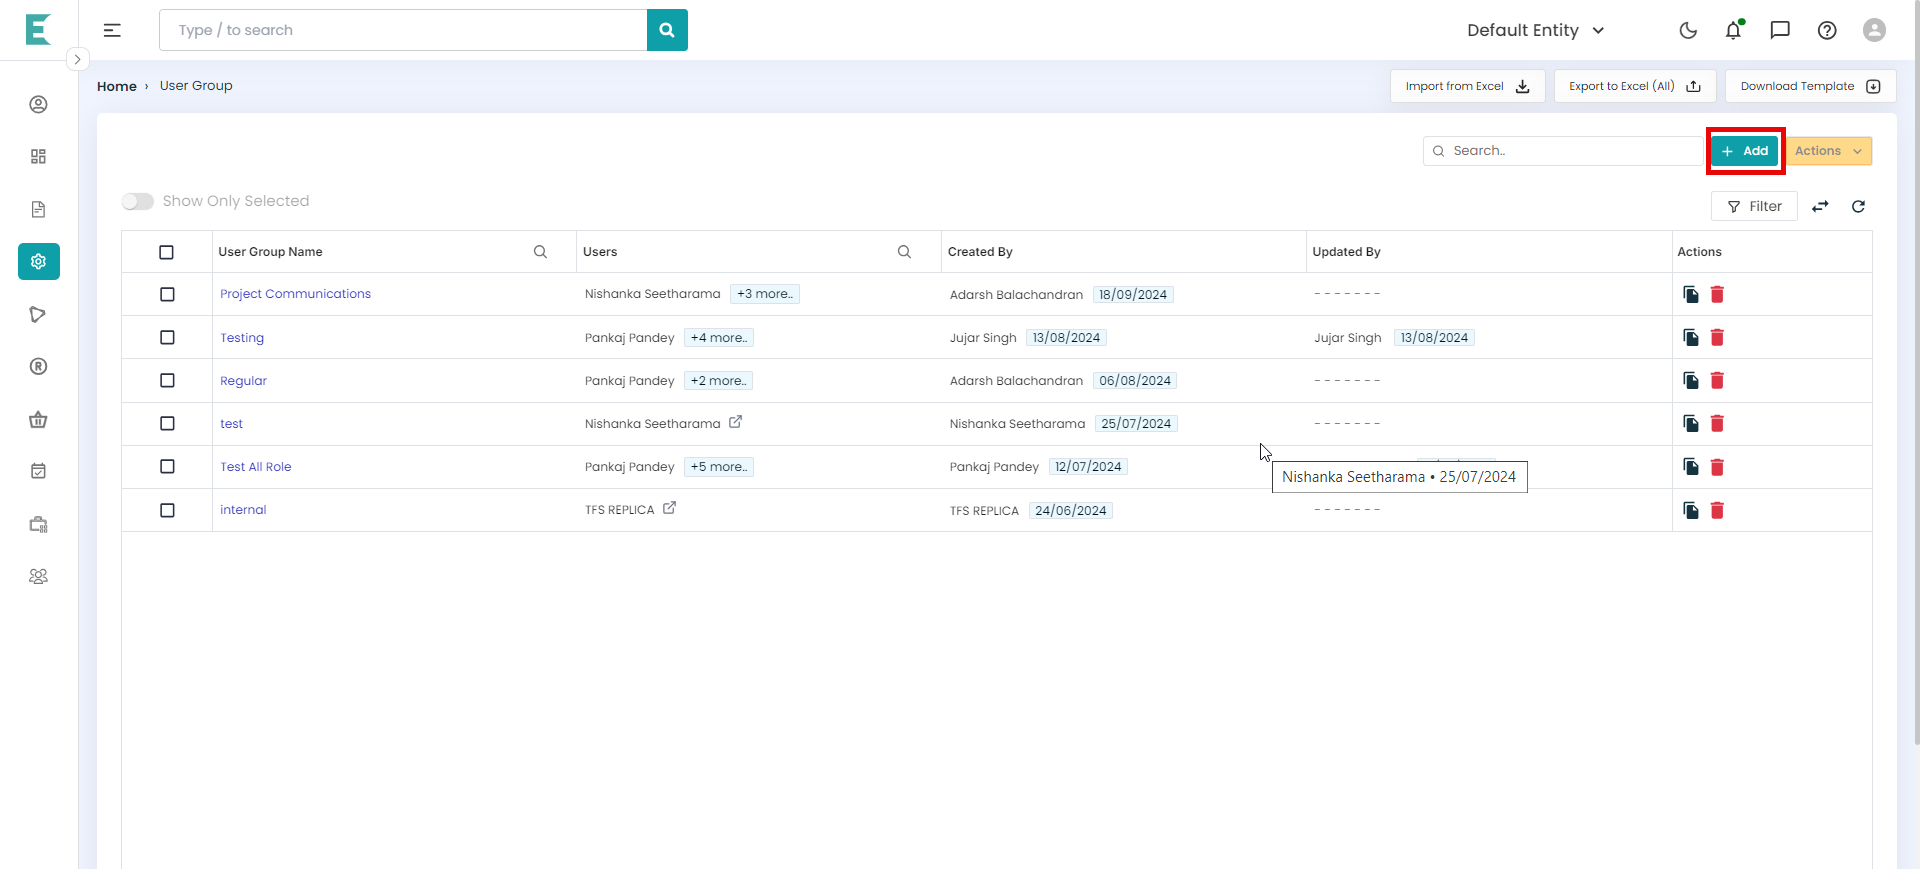 E
Type / to search
Default Entity
Home › User Group
Import from Excel
Export to Excel (All)
Download Template
Search..
+ Add
Actions
Show Only Selected
Filter
User Group Name
Users
Created By
Updated By
Actions
Project Communications
Nishanka Seetharama +3 more..
Adarsh Balachandran 18/09/2024
-------
Testing
Pankaj Pandey +4 more..
Jujar Singh 13/08/2024
Jujar Singh 13/08/2024
Regular
Pankaj Pandey +2 more..
Adarsh Balachandran 06/08/2024
-------
test
Nishanka Seetharama
Nishanka Seetharama 25/07/2024
-------
Test All Role
Pankaj Pandey +5 more..
Pankaj Pandey 12/07/2024
Nishanka Seetharama • 25/07/2024
internal
TFS REPLICA
TFS REPLICA 24/06/2024
-------